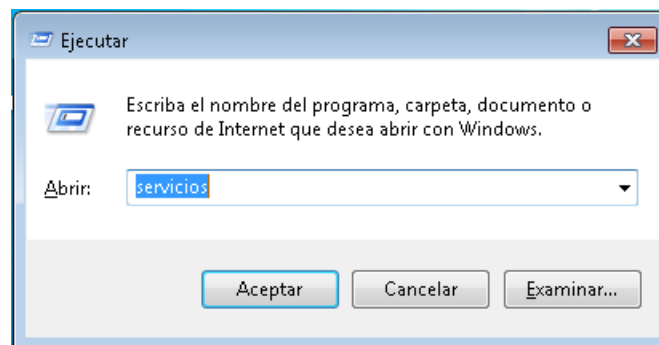 Ejecutar
Escriba el nombre del programa, carpeta, documento o
recurso de Internet que desea abrir con Windows.
Abrir: servicios
Aceptar Cancelar Examinar...